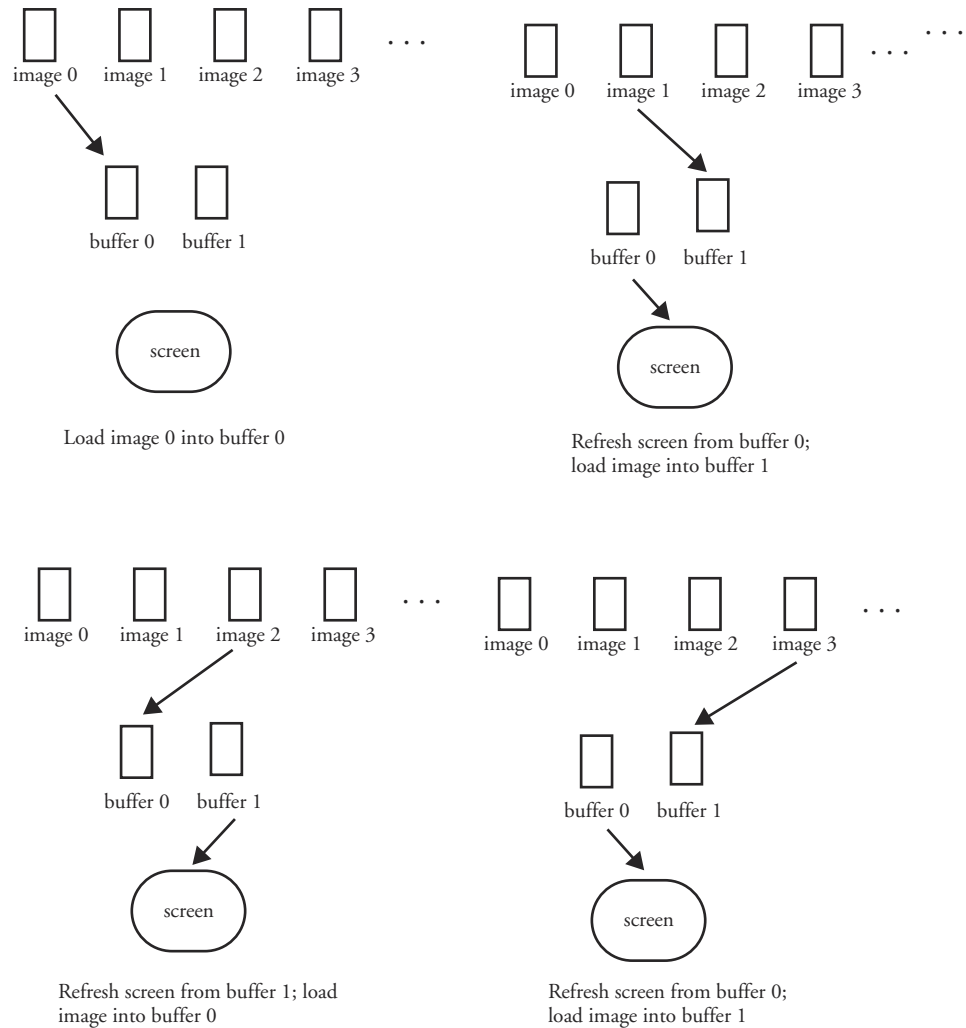 image 0 image 1 image 2 image 3 . . .
buffer 0 buffer 1
screen
Load image 0 into buffer 0
. . .
image 0 image 1 image 2 image 3 . . .
buffer 0 buffer 1
screen
Refresh screen from buffer 0;
load image into buffer 1
image 0 image 1 image 2 image 3 . . .
buffer 0 buffer 1
screen
Refresh screen from buffer 1; load
image into buffer 0
image 0 image 1 image 2 image 3 . . .
buffer 0 buffer 1
screen
Refresh screen from buffer 0;
load image into buffer 1